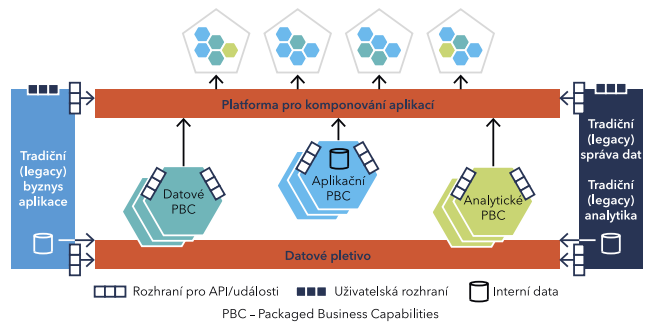 Platforma pro komponování aplikací
Tradiční
(legacy)
byznys
aplikace
Datové
PBC
Aplikační
PBC
Analytické
PBC
Tradiční
(legacy)
správa dat
Tradiční
(legacy)
analytika
Datové pletivo
Rozhraní pro API/události
Uživatelská rozhraní
Interní data
PBC – Packaged Business Capabilities